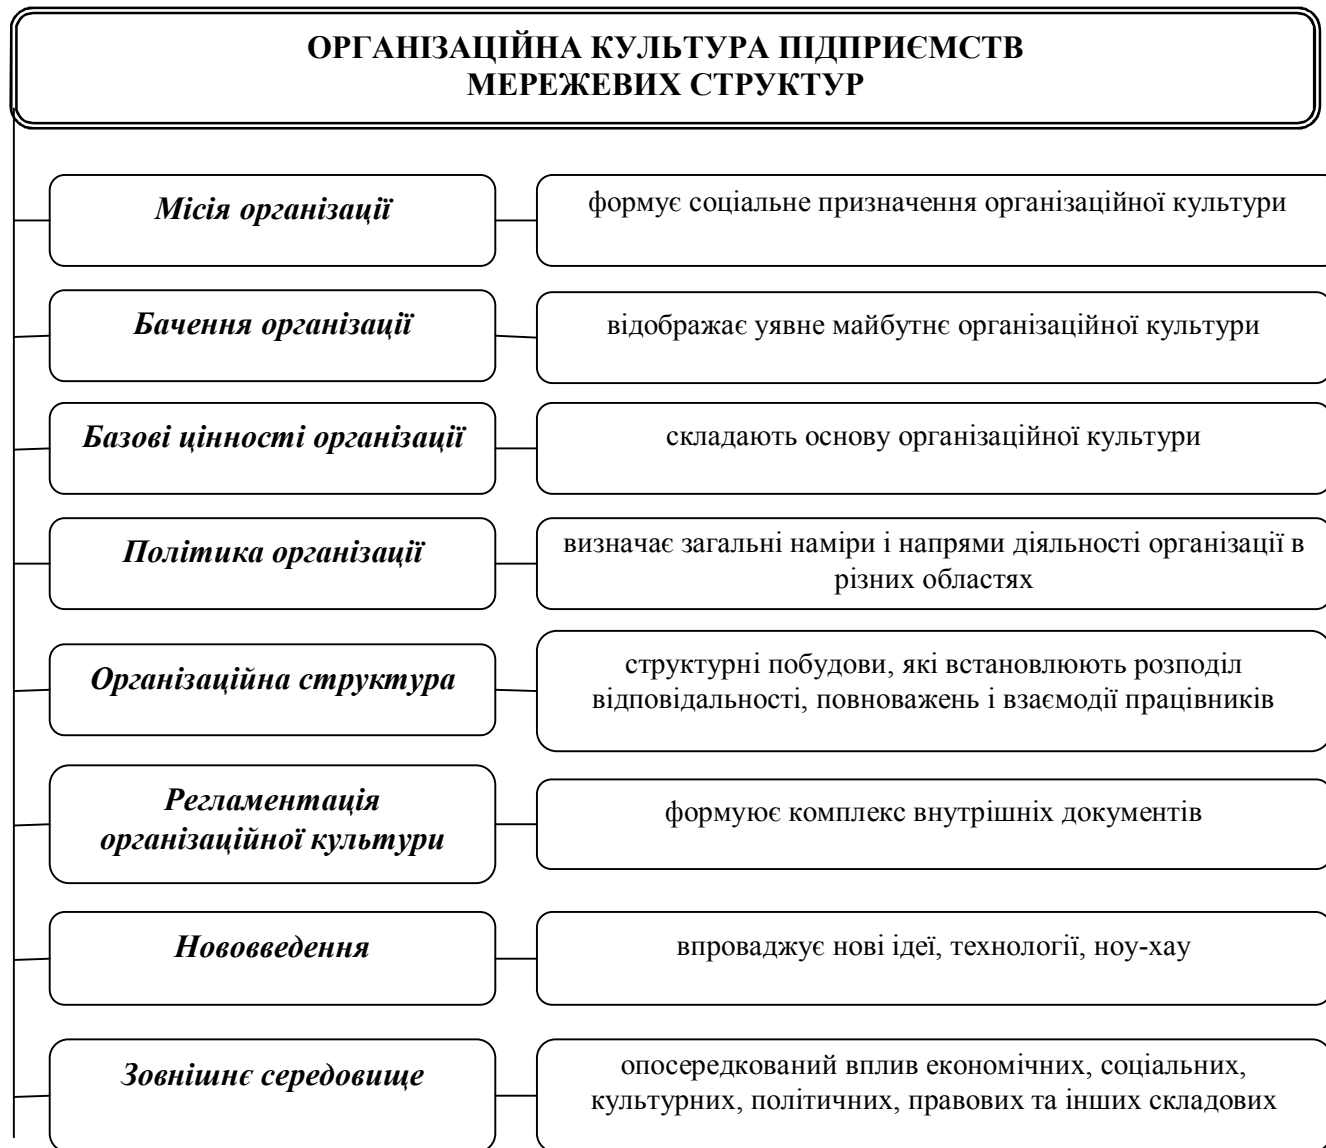 ОРГАНІЗАЦІЙНА КУЛЬТУРА ПІДПРИЄМСТВ
МЕРЕЖЕВИХ СТРУКТУР
Місія організації
формує соціальне призначення організаційної культури
Бачення організації
відображає уявне майбутнє організаційної культури
Базові цінності організації
складають основу організаційної культури
Політика організації
визначає загальні наміри і напрями діяльності організації в
різних областях
Організаційна структура
структурні побудови, які встановлюють розподіл
відповідальності, повноважень і взаємодії працівників
Регламентація
організаційної культури
формуює комплекс внутрішніх документів
Нововведення
впроваджує нові ідеї, технології, ноу-хау
Зовнішнє середовище
опосередкований вплив економічних, соціальних,
культурних, політичних, правових та інших складових